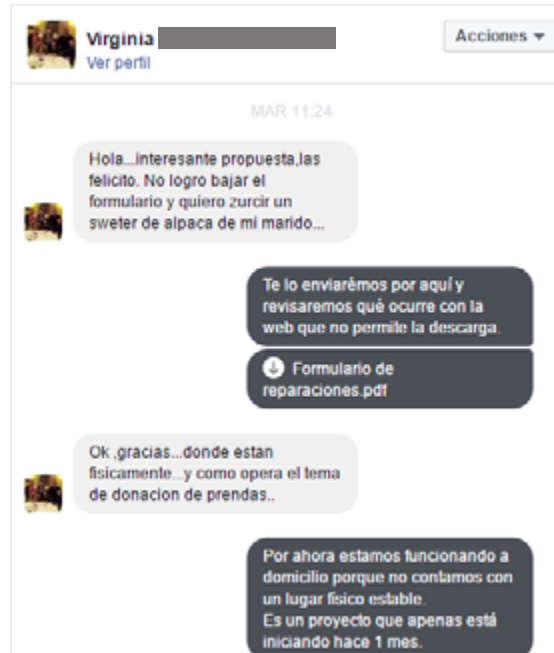 Virginia
Acciones
Ver perfil
MAR 11:24
Hola...interesante propuesta,las
felicito. No logro bajar el
formulario y quiero zurcir un
sweter de alpaca de mi marido...
Te lo enviarémos por aquí y
revisaremos qué ocurre con la
web que no permite la descarga.
Formulario de
reparaciones.pdf
Ok ,gracias...donde estan
fisicamente...y como opera el tema
de donacion de prendas..
Por ahora estamos funcionando a
domicilio porque no contamos con
un lugar físico estable.
Es un proyecto que apenas está
iniciando hace 1 mes.